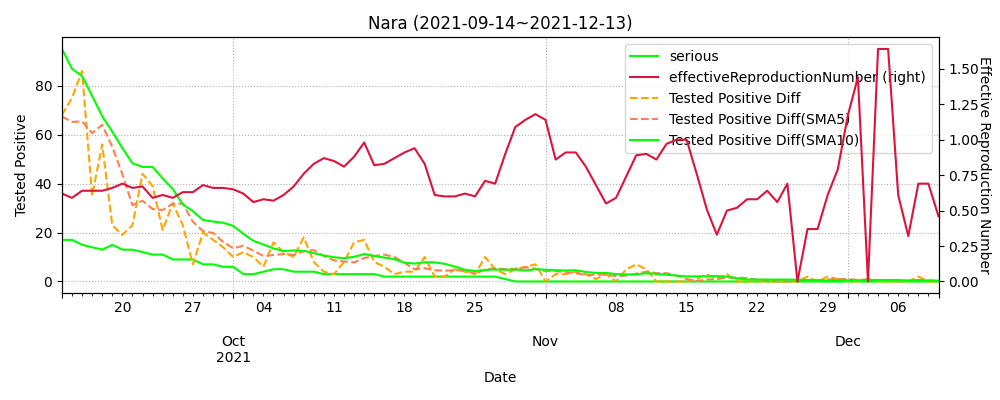 Nara (2021-09-14~2021-12-13)
serious
effectiveReproductionNumber (right)
Tested Positive Diff
Tested Positive Diff(SMA5)
Tested Positive Diff(SMA10)
Tested Positive
80
60
40
20
0
1.50
1.25
1.00
0.75
0.50
0.25
0.00
Effective Reproduction Number
20 27 04 11 18 25 08 15 22 29 06
Oct Nov Dec
2021
Date